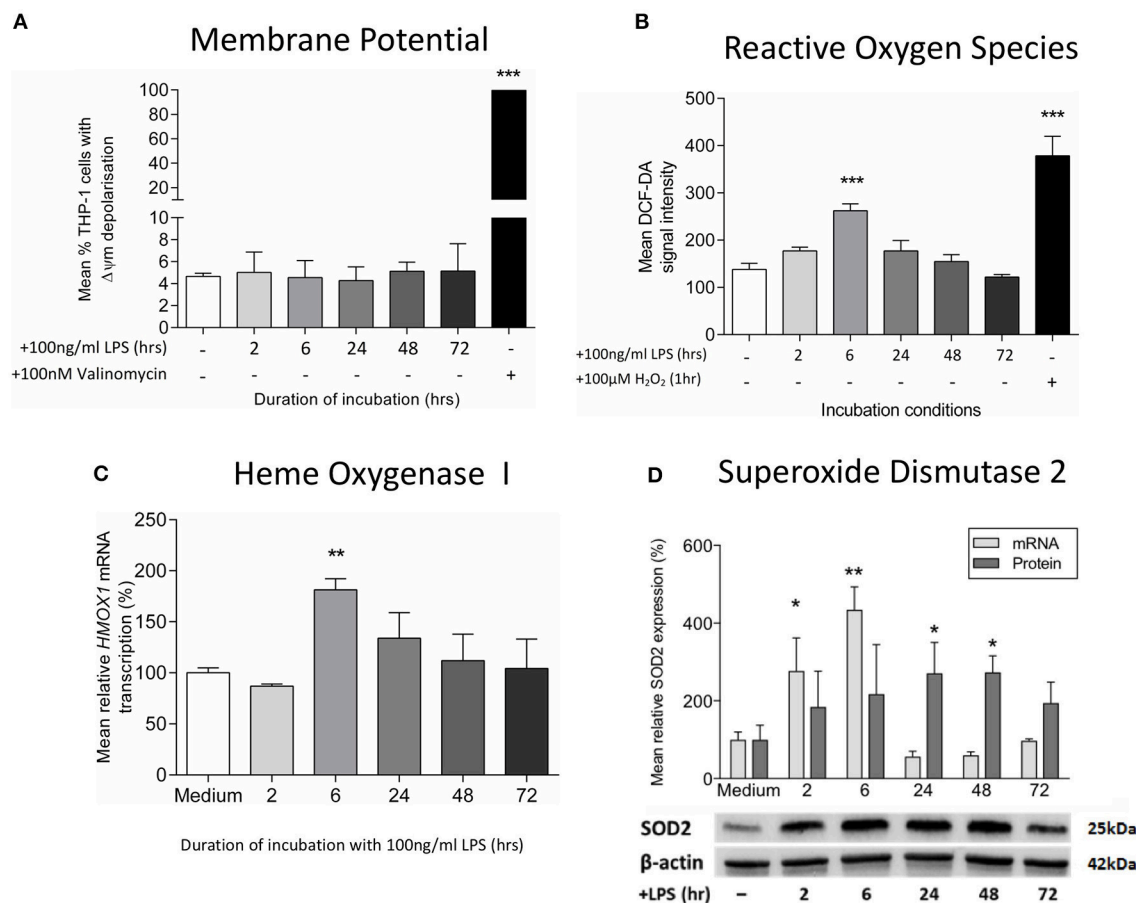 A
Membrane Potential
Mean % THP-1 cells with
Δψm depolarisation
100
80
60
40
20
10
8
6
4
2
0
***
+100ng/ml LPS (hrs) - 2 6 24 48 72 -
+100nM Valinomycin - - - - - - +
Duration of incubation (hrs)
B
Reactive Oxygen Species
Mean DCF-DA
signal intensity
500
400
300
200
100
0
***
***
+100ng/ml LPS (hrs) - 2 6 24 48 72 -
+100µM H₂O₂ (1hr) - - - - - - +
Incubation conditions
C
Heme Oxygenase I
Mean relative HMOX1 mRNA
transcription (%)
250
200
150
100
50
0
**
Medium 2 6 24 48 72
Duration of incubation with 100ng/ml LPS (hrs)
D
Superoxide Dismutase 2
Mean relative SOD2 expression (%)
600
400
200
0
mRNA
Protein
*
**
*
*
Medium 2 6 24 48 72
SOD2 25kDa
β-actin 42kDa
+LPS (hr) – 2 6 24 48 72